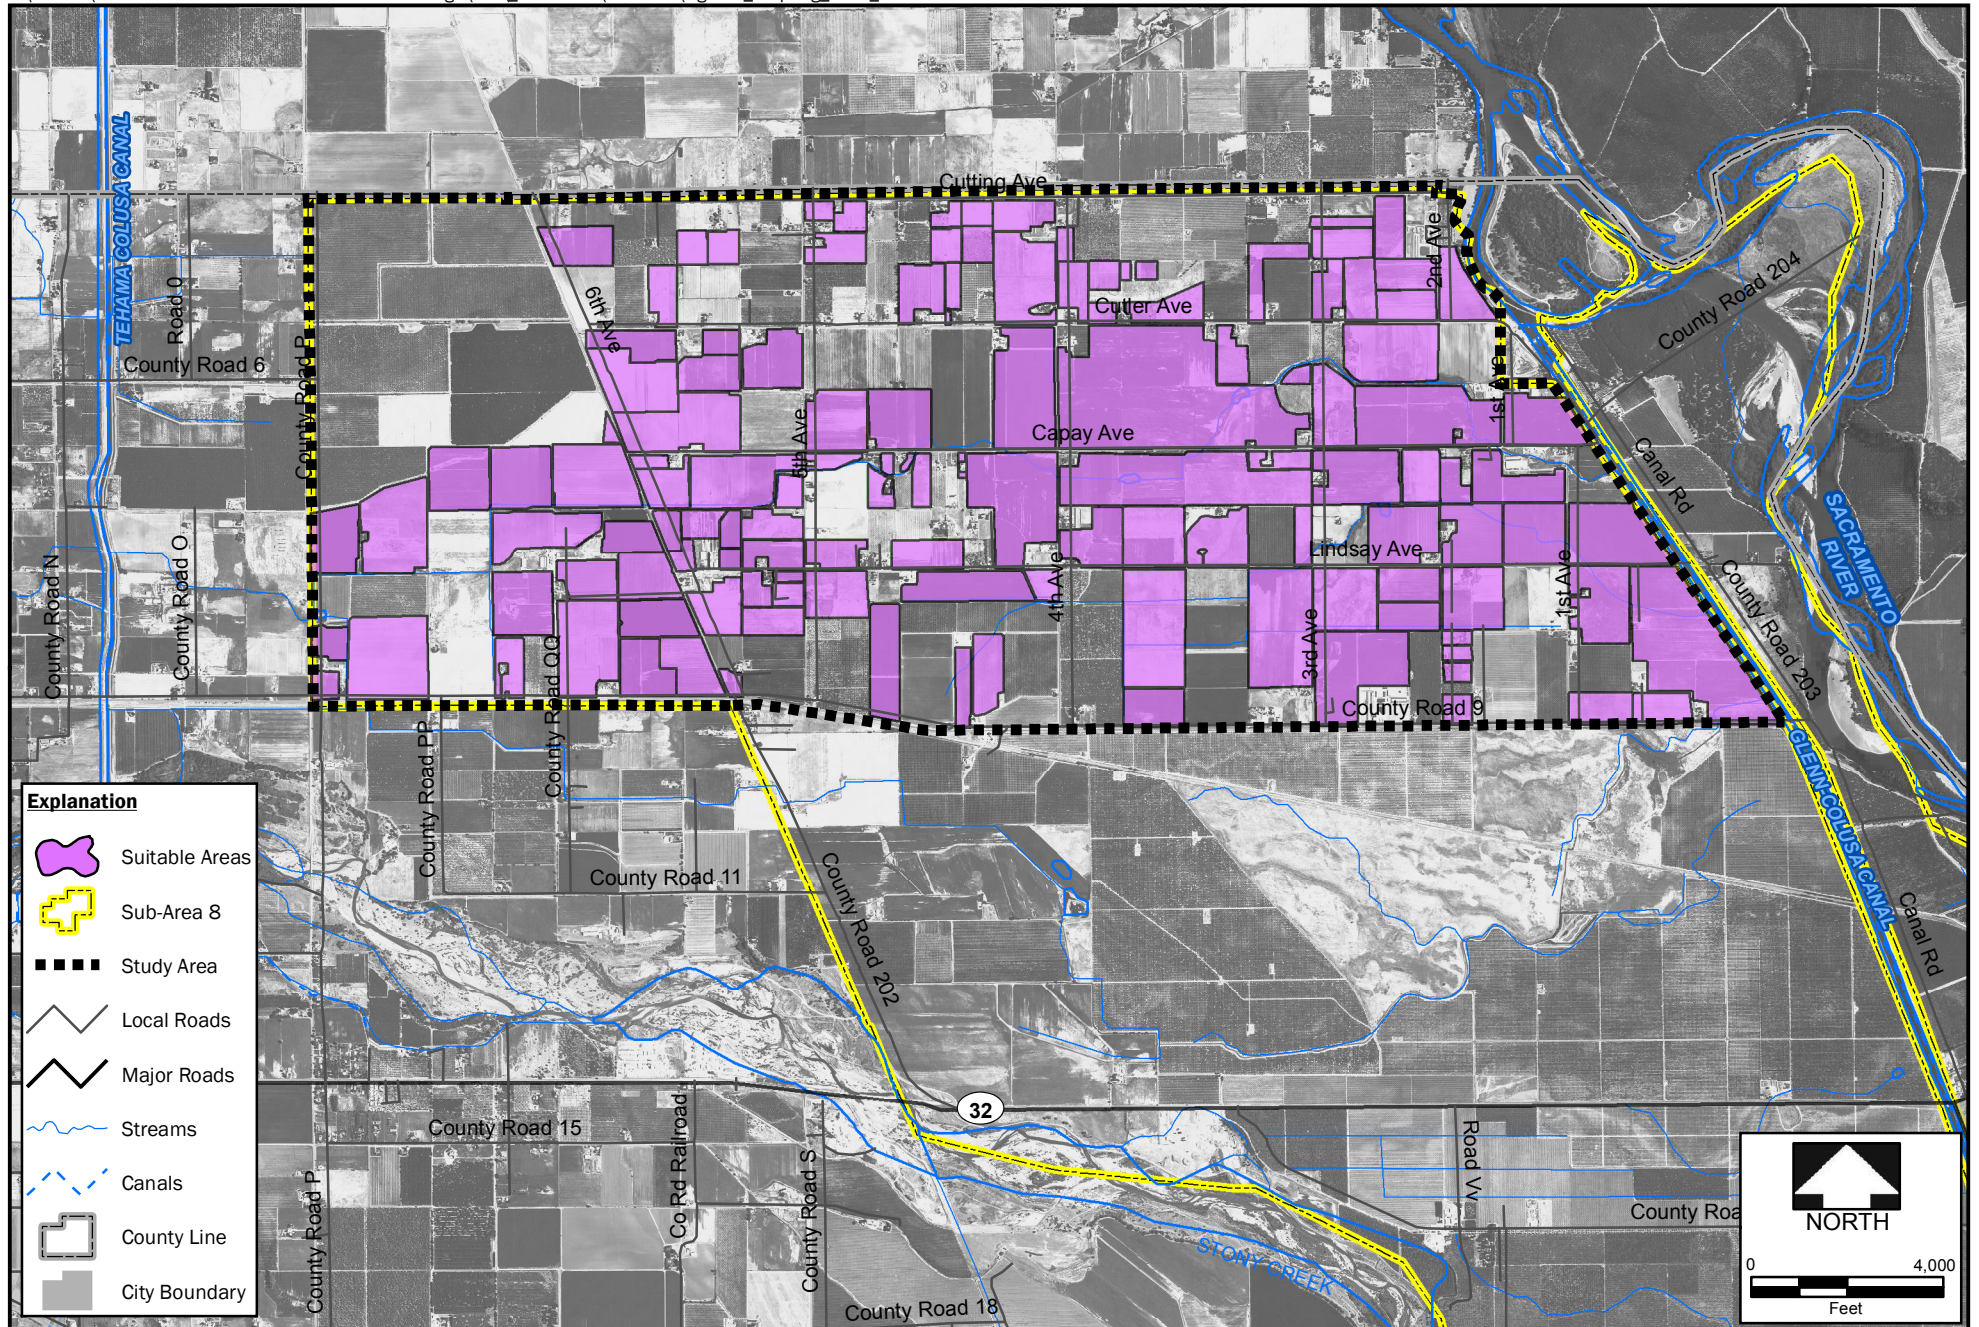 Cutting Ave
TEHAMA COLUSA CANAL
Road 0
6th Ave
2nd Ave
County Road 204
Cutler Ave
County Road 6
County Road P
1st Ave
5th Ave
Capay Ave
Canal Rd
SACRAMENTO
RIVER
County Road N
County Road O
Lindsay Ave
4th Ave
1st Ave
3rd Ave
County Road 203
County Road QQ
County Road 9
County Road PP
GLENN-COLUSA CANAL
County Road 11
County Road 202
Canal Rd
32
County Road 15
Co Rd Railroad
County Road S
County Road P
Road Vv
STONY CREEK
County Road 18
Explanation
Suitable Areas
Sub-Area 8
Study Area
Local Roads
Major Roads
Streams
Canals
County Line
City Boundary
NORTH
0 4,000
Feet